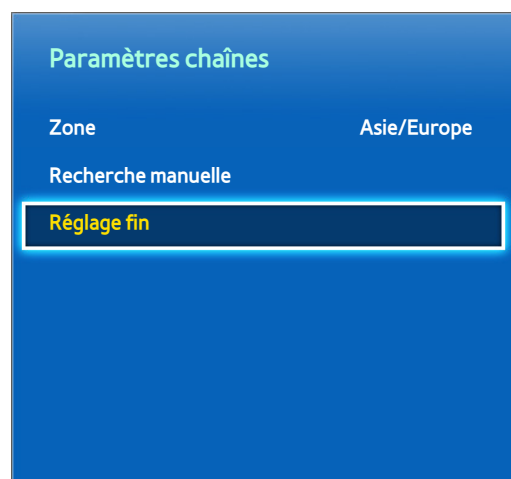 Paramètres chaînes
Zone Asie/Europe
Recherche manuelle
Réglage fin